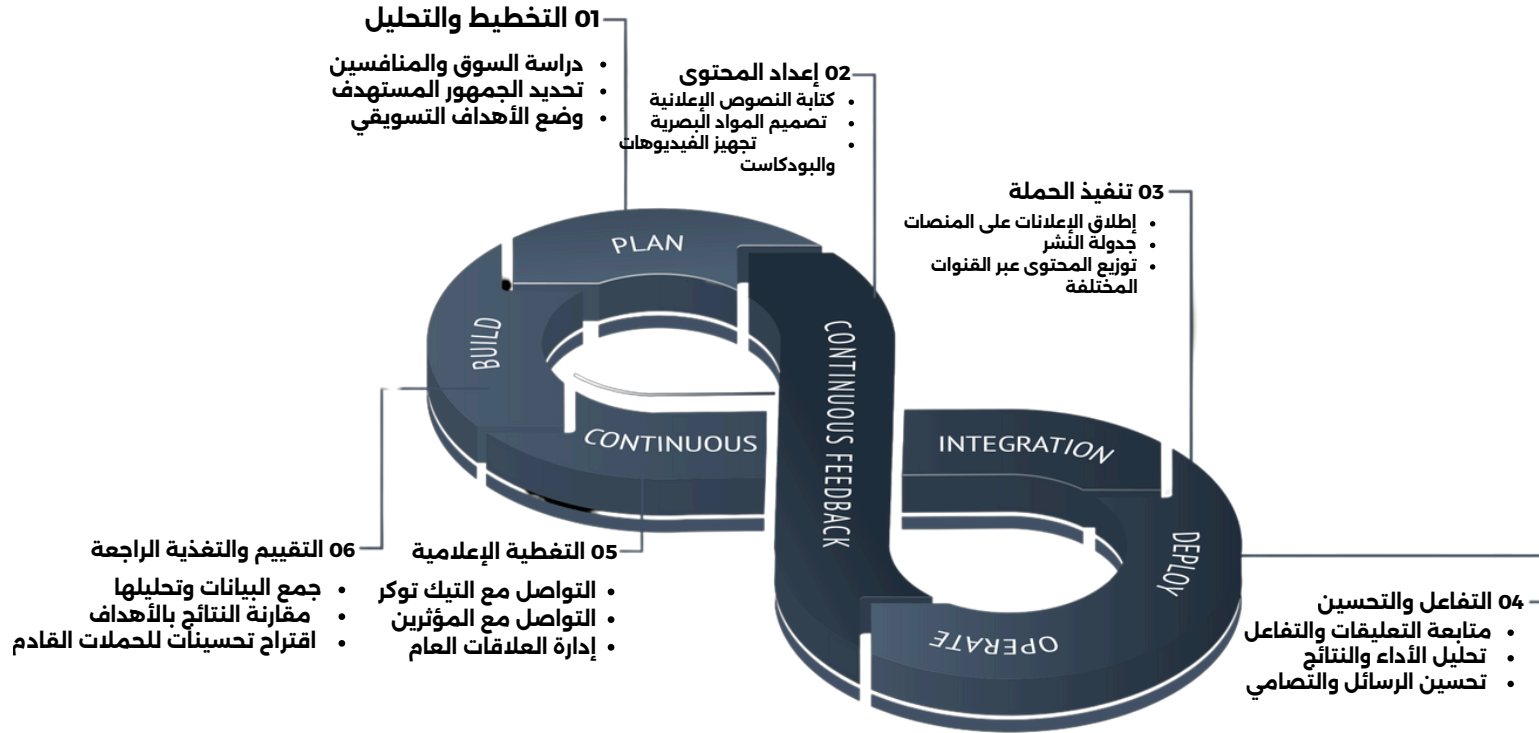 01 التخطيط والتحليل
• دراسة السوق والمنافسين
• تحديد الجمهور المستهدف
• وضع الأهداف التسويقي
02 إعداد المحتوى
• كتابة النصوص الإعلانية
• تصميم المواد البصرية
• تجهيز الفيديوهات
والبودكاست
03 تنفيذ الحملة
• إطلاق الإعلانات على المنصات
• جدولة النشر
• توزيع المحتوى عبر القنوات
المختلفة
PLAN
BUILD
CONTINUOUS FEEDBACK
CONTINUOUS
INTEGRATION
DEPLOY
OPERATE
04 التفاعل والتحسين
• متابعة التعليقات والتفاعل
• تحليل الأداء والنتائج
• تحسين الرسائل والتصامي
05 التغطية الإعلامية
• التواصل مع التيك توكر
• التواصل مع المؤثرين
• إدارة العلاقات العام
06 التقييم والتغذية الراجعة
• جمع البيانات وتحليلها
• مقارنة النتائج بالأهداف
• اقتراح تحسينات للحملات القادم